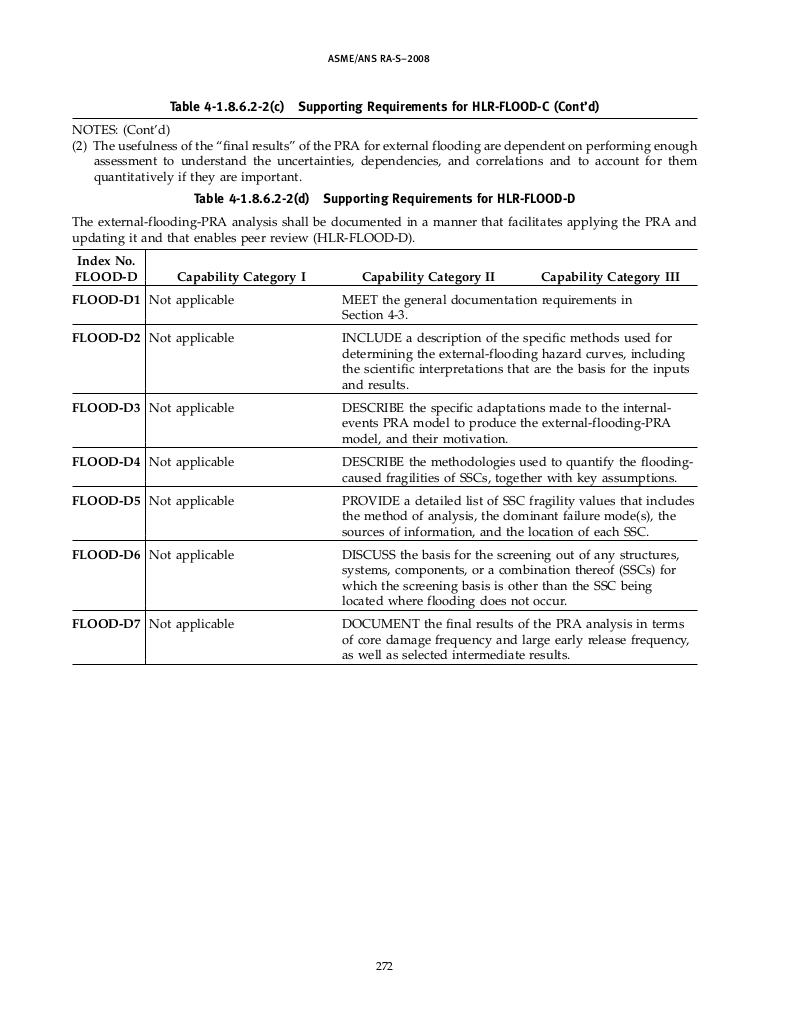 ASME/ANS RA-S–2008
Table 4-1.8.6.2-2(c) Supporting Requirements for HLR-FLOOD-C (Cont’d)
NOTES: (Cont’d)
(2) The usefulness of the “final results” of the PRA for external flooding are dependent on performing enough
assessment to understand the uncertainties, dependencies, and correlations and to account for them
quantitatively if they are important.
Table 4-1.8.6.2-2(d) Supporting Requirements for HLR-FLOOD-D
The external-flooding-PRA analysis shall be documented in a manner that facilitates applying the PRA and
updating it and that enables peer review (HLR-FLOOD-D).
Index No.
FLOOD-D Capability Category I Capability Category II Capability Category III
FLOOD-D1 Not applicable MEET the general documentation requirements in
Section 4-3.
FLOOD-D2 Not applicable INCLUDE a description of the specific methods used for
determining the external-flooding hazard curves, including
the scientific interpretations that are the basis for the inputs
and results.
FLOOD-D3 Not applicable DESCRIBE the specific adaptations made to the internal-
events PRA model to produce the external-flooding-PRA
model, and their motivation.
FLOOD-D4 Not applicable DESCRIBE the methodologies used to quantify the flooding-
caused fragilities of SSCs, together with key assumptions.
FLOOD-D5 Not applicable PROVIDE a detailed list of SSC fragility values that includes
the method of analysis, the dominant failure mode(s), the
sources of information, and the location of each SSC.
FLOOD-D6 Not applicable DISCUSS the basis for the screening out of any structures,
systems, components, or a combination thereof (SSCs) for
which the screening basis is other than the SSC being
located where flooding does not occur.
FLOOD-D7 Not applicable DOCUMENT the final results of the PRA analysis in terms
of core damage frequency and large early release frequency,
as well as selected intermediate results.
272